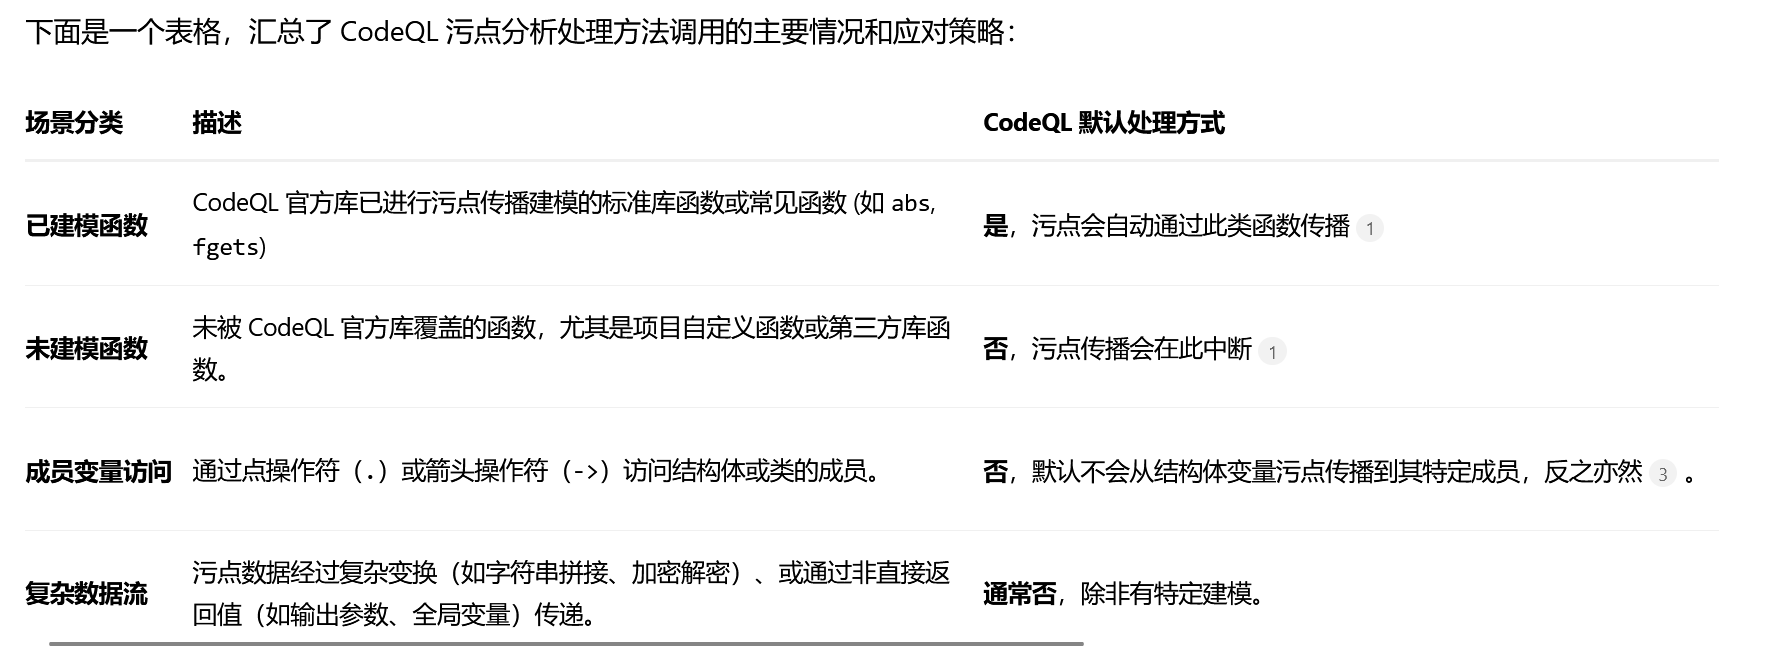 下面是一个表格，汇总了 CodeQL 污点分析处理方法调用的主要情况和应对策略：
场景分类 描述 CodeQL 默认处理方式
已建模函数 CodeQL 官方库已进行污点传播建模的标准库函数或常见函数 (如 abs,
fgets) 是，污点会自动通过此类函数传播 1
未建模函数 未被 CodeQL 官方库覆盖的函数，尤其是项目自定义函数或第三方库函
数。 否，污点传播会在此中断 1
成员变量访问 通过点操作符（.）或箭头操作符（->）访问结构体或类的成员。 否，默认不会从结构体变量污点传播到其特定成员，反之亦然 3 。
复杂数据流 污点数据经过复杂变换（如字符串拼接、加密解密）、或通过非直接返
回值（如输出参数、全局变量）传递。 通常否，除非有特定建模。